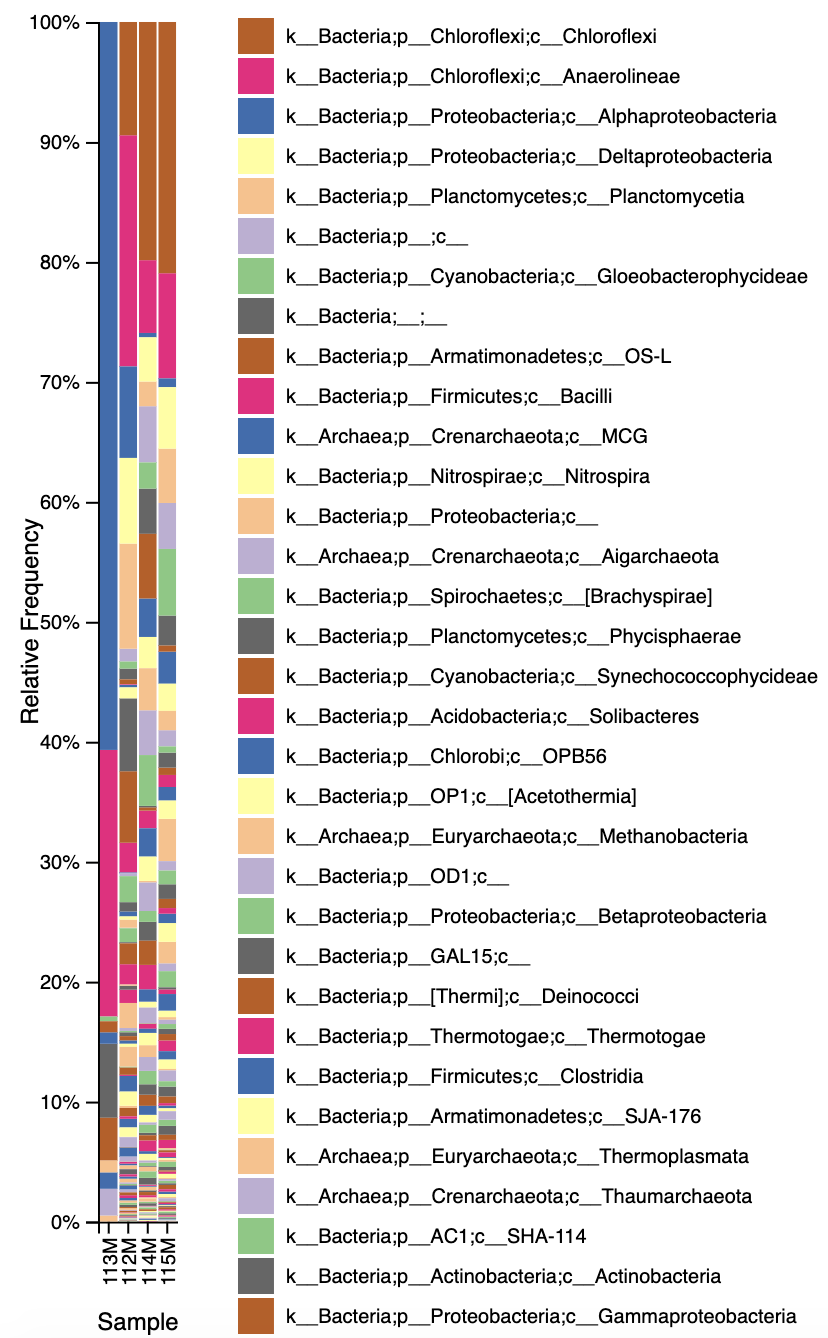 100%
90%
80%
70%
60%
50%
40%
30%
20%
10%
0%
Relative Frequency
113M
112M
114M
115M
Sample
k__Bacteria;p__Chloroflexi;c__Chloroflexi
k__Bacteria;p__Chloroflexi;c__Anaerolineae
k__Bacteria;p__Proteobacteria;c__Alphaproteobacteria
k__Bacteria;p__Proteobacteria;c__Deltaproteobacteria
k__Bacteria;p__Planctomycetes;c__Planctomycetia
k__Bacteria;p__;c__
k__Bacteria;p__Cyanobacteria;c__Gloeobacterophycideae
k__Bacteria;__;__
k__Bacteria;p__Armatimonadetes;c__OS-L
k__Bacteria;p__Firmicutes;c__Bacilli
k__Archaea;p__Crenarchaeota;c__MCG
k__Bacteria;p__Nitrospirae;c__Nitrospira
k__Bacteria;p__Proteobacteria;c__
k__Archaea;p__Crenarchaeota;c__Aigarchaeota
k__Bacteria;p__Spirochaetes;c__[Brachyspirae]
k__Bacteria;p__Planctomycetes;c__Phycisphaerae
k__Bacteria;p__Cyanobacteria;c__Synechococcophycideae
k__Bacteria;p__Acidobacteria;c__Solibacteres
k__Bacteria;p__Chlorobi;c__OPB56
k__Bacteria;p__OP1;c__[Acetothermia]
k__Archaea;p__Euryarchaeota;c__Methanobacteria
k__Bacteria;p__OD1;c__
k__Bacteria;p__Proteobacteria;c__Betaproteobacteria
k__Bacteria;p__GAL15;c__
k__Bacteria;p__[Thermi];c__Deinococci
k__Bacteria;p__Thermotogae;c__Thermotogae
k__Bacteria;p__Firmicutes;c__Clostridia
k__Bacteria;p__Armatimonadetes;c__SJA-176
k__Archaea;p__Euryarchaeota;c__Thermoplasmata
k__Archaea;p__Crenarchaeota;c__Thaumarchaeota
k__Bacteria;p__AC1;c__SHA-114
k__Bacteria;p__Actinobacteria;c__Actinobacteria
k__Bacteria;p__Proteobacteria;c__Gammaproteobacteria